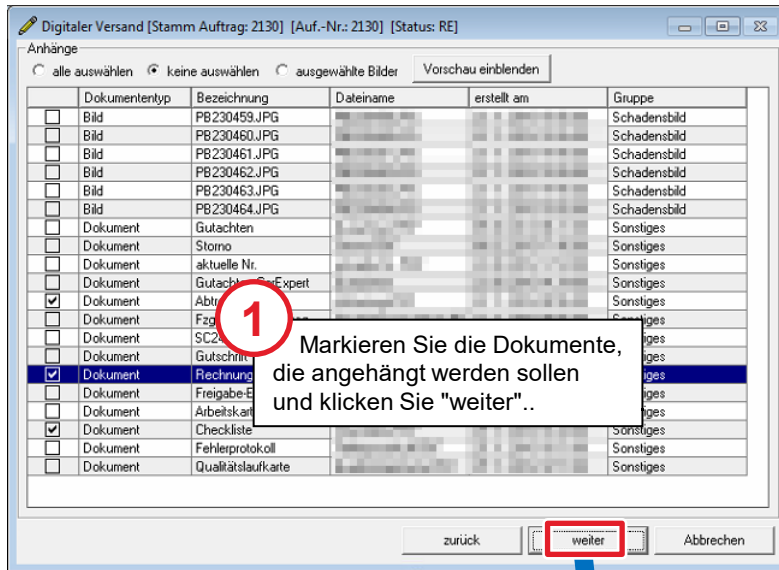 Digitaler Versand [Stamm Auftrag: 2130] [Auf.-Nr.: 2130] [Status: RE]
Anhänge
alle auswählen keine auswählen ausgewählte Bilder Vorschau einblenden
Dokumententyp Bezeichnung Dateiname erstellt am Gruppe
Bild PB230459.JPG Schadensbild
Bild PB230460.JPG Schadensbild
Bild PB230461.JPG Schadensbild
Bild PB230462.JPG Schadensbild
Bild PB230463.JPG Schadensbild
Bild PB230464.JPG Schadensbild
Dokument Gutachten Sonstiges
Dokument Storno Sonstiges
Dokument aktuelle Nr. Sonstiges
Dokument Sonstiges
Dokument Sonstiges
Dokument
Dokument
Dokument Gutschrift
Dokument Rechnung
Dokument
Dokument
Dokument Checkliste Sonstiges
Dokument Fehlerprotokoll Sonstiges
Dokument Qualitätslaufkarte Sonstiges
1
Markieren Sie die Dokumente,
die angehängt werden sollen
und klicken Sie "weiter"..
zurück weiter Abbrechen